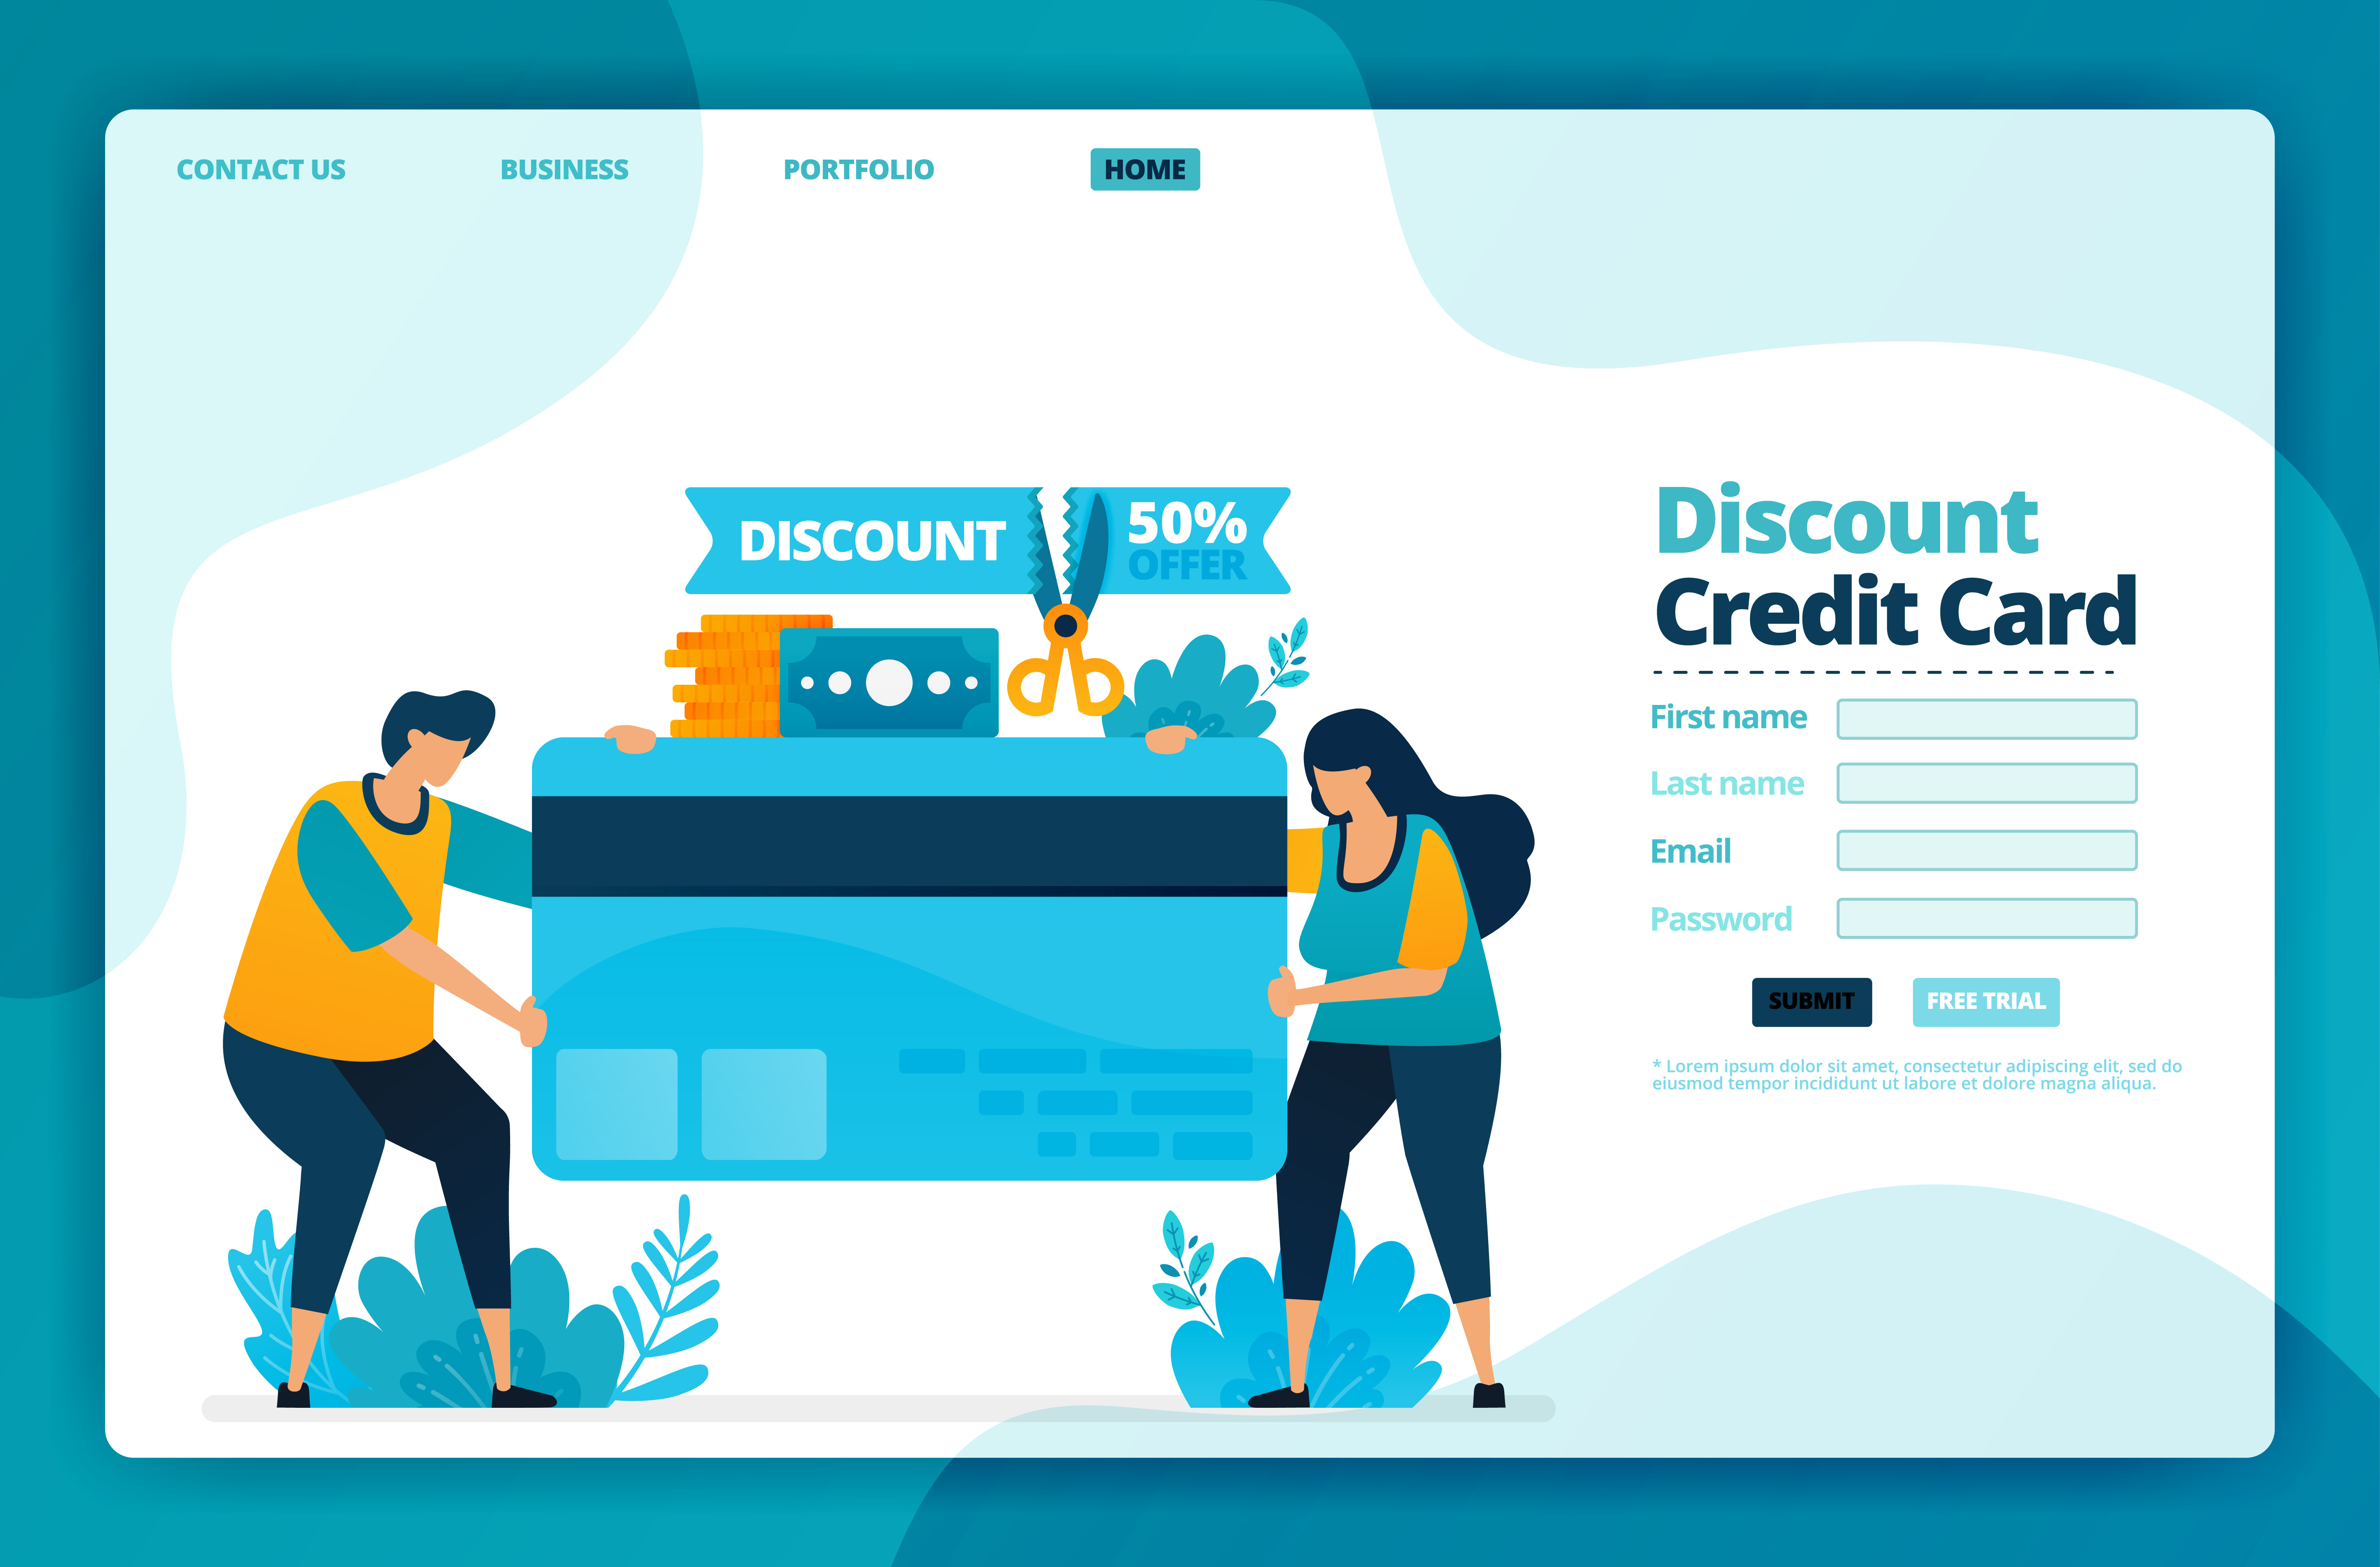 CONTACT US
BUSINESS
PORTFOLIO
HOME
DISCOUNT
50%
OFFER
Discount
Credit Card
First name
Last name
Email
Password
SUBMIT
FREE TRIAL
* Lorem ipsum dolor sit amet, consectetur adipiscing elit, sed do
eiusmod tempor incididunt ut labore et dolore magna aliqua.